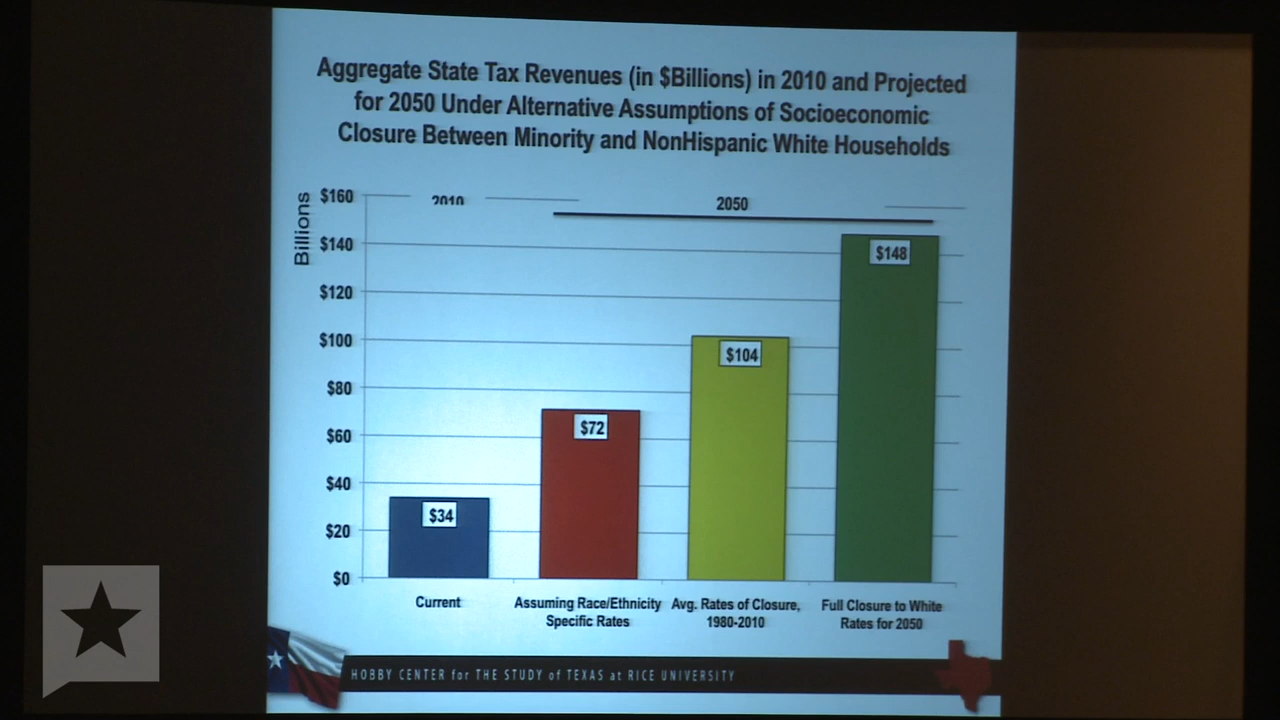 Aggregate State Tax Revenues (in $Billions) in 2010 and Projected
for 2050 Under Alternative Assumptions of Socioeconomic
Closure Between Minority and NonHispanic White Households
Billions
$160
$140
$120
$100
$80
$60
$40
$20
$0
2010
2050
$34
$72
$104
$148
Current
Assuming Race/Ethnicity
Specific Rates
Avg. Rates of Closure,
1980-2010
Full Closure to White
Rates for 2050
HOBBY CENTER for THE STUDY of TEXAS at RICE UNIVERSITY